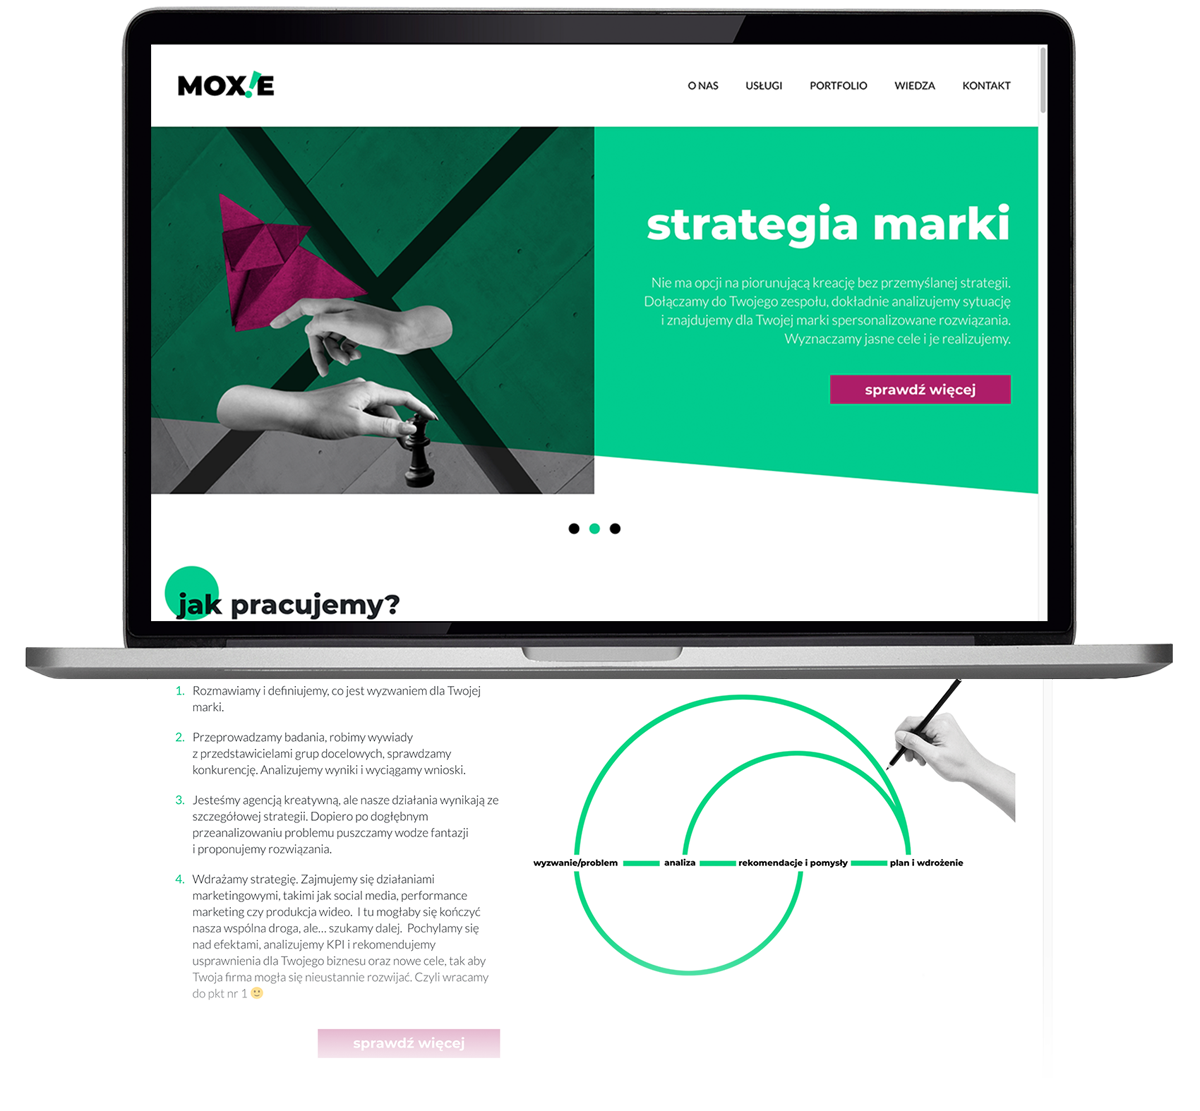 MOX!E
O NAS USŁUGI PORTFOLIO WIEDZA KONTAKT
strategia marki
Nie ma opcji na piorunującą kreację bez przemyślanej strategii.
Dołączamy do Twojego zespołu, dokładnie analizujemy sytuację
i znajdujemy dla Twojej marki spersonalizowane rozwiązania.
Wyznaczamy jasne cele i je realizujemy.
sprawdź więcej
jak pracujemy?
1. Rozmawiamy i definiujemy, co jest wyzwaniem dla Twojej
marki.
2. Przeprowadzamy badania, robimy wywiady
z przedstawicielami grup docelowych, sprawdzamy
konkurencję. Analizujemy wyniki i wyciągamy wnioski.
3. Jesteśmy agencją kreatywną, ale nasze działania wynikają ze
szczegółowej strategii. Dopiero po dogłębnym
przeanalizowaniu problemu puszczamy wodze fantazji
i proponujemy rozwiązania.
4. Wdrażamy strategię. Zajmujemy się działaniami
marketingowymi, takimi jak social media, performance
marketing czy produkcja wideo. I tu mogłaby się kończyć
nasza wspólna droga, ale... szukamy dalej. Pochylamy się
nad efektami, analizujemy KPI i rekomendujemy
usprawnienia dla Twojego biznesu oraz nowe cele, tak aby
Twoja firma mogła się nieustannie rozwijać. Czyli wracamy
do pkt nr 1 🙂
sprawdź więcej
wyzwanie/problem analiza rekomendacje i pomysły plan i wdrożenie